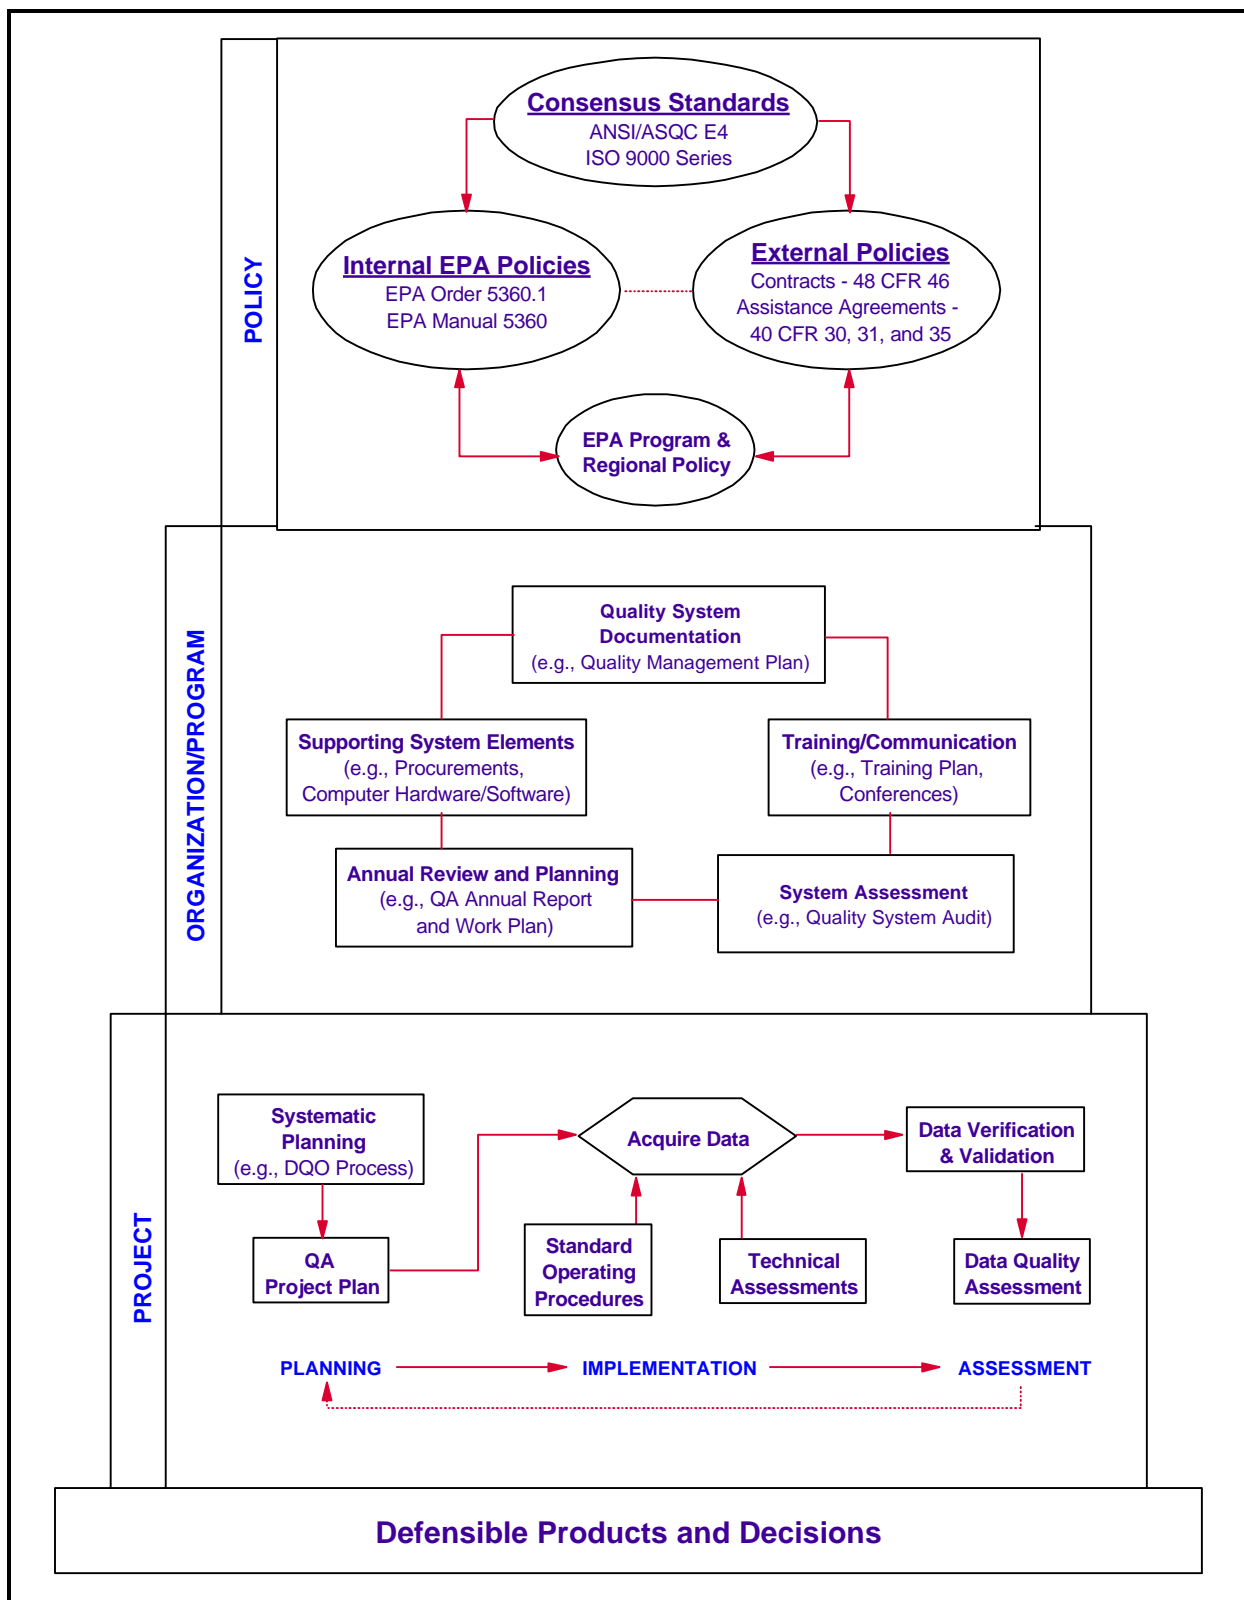 POLICY
Consensus Standards
ANSI/ASQC E4
ISO 9000 Series
Internal EPA Policies
EPA Order 5360.1
EPA Manual 5360
External Policies
Contracts - 48 CFR 46
Assistance Agreements -
40 CFR 30, 31, and 35
EPA Program &
Regional Policy
ORGANIZATION/PROGRAM
Quality System
Documentation
(e.g., Quality Management Plan)
Supporting System Elements
(e.g., Procurements,
Computer Hardware/Software)
Training/Communication
(e.g., Training Plan,
Conferences)
Annual Review and Planning
(e.g., QA Annual Report
and Work Plan)
System Assessment
(e.g., Quality System Audit)
PROJECT
Systematic
Planning
(e.g., DQO Process)
Acquire Data
Data Verification
& Validation
QA
Project Plan
Standard
Operating
Procedures
Technical
Assessments
Data Quality
Assessment
PLANNING
IMPLEMENTATION
ASSESSMENT
Defensible Products and Decisions